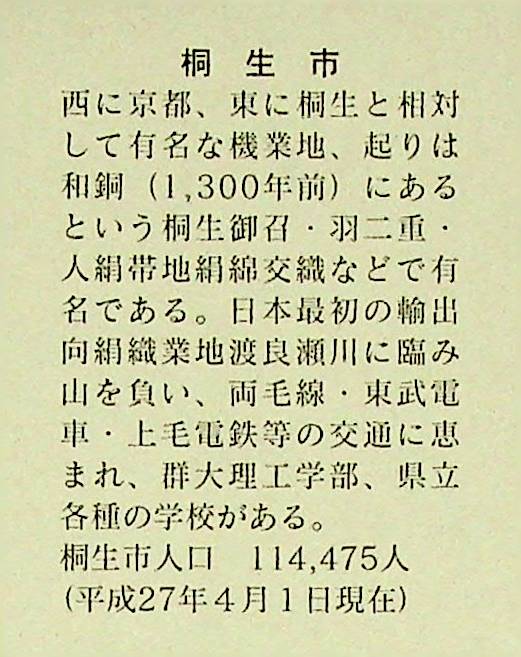 桐生市
西に京都、東に桐生と相対
して有名な機業地、起りは
和銅（1,300年前）にある
という桐生御召・羽二重・
人絹帯地絹綿交織などで有
名である。日本最初の輸出
向絹織業地渡良瀬川に臨み
山を負い、両毛線・東武電
車・上毛電鉄等の交通に恵
まれ、群大理工学部、県立
各種の学校がある。
桐生市人口　114,475人
(平成27年４月１日現在)